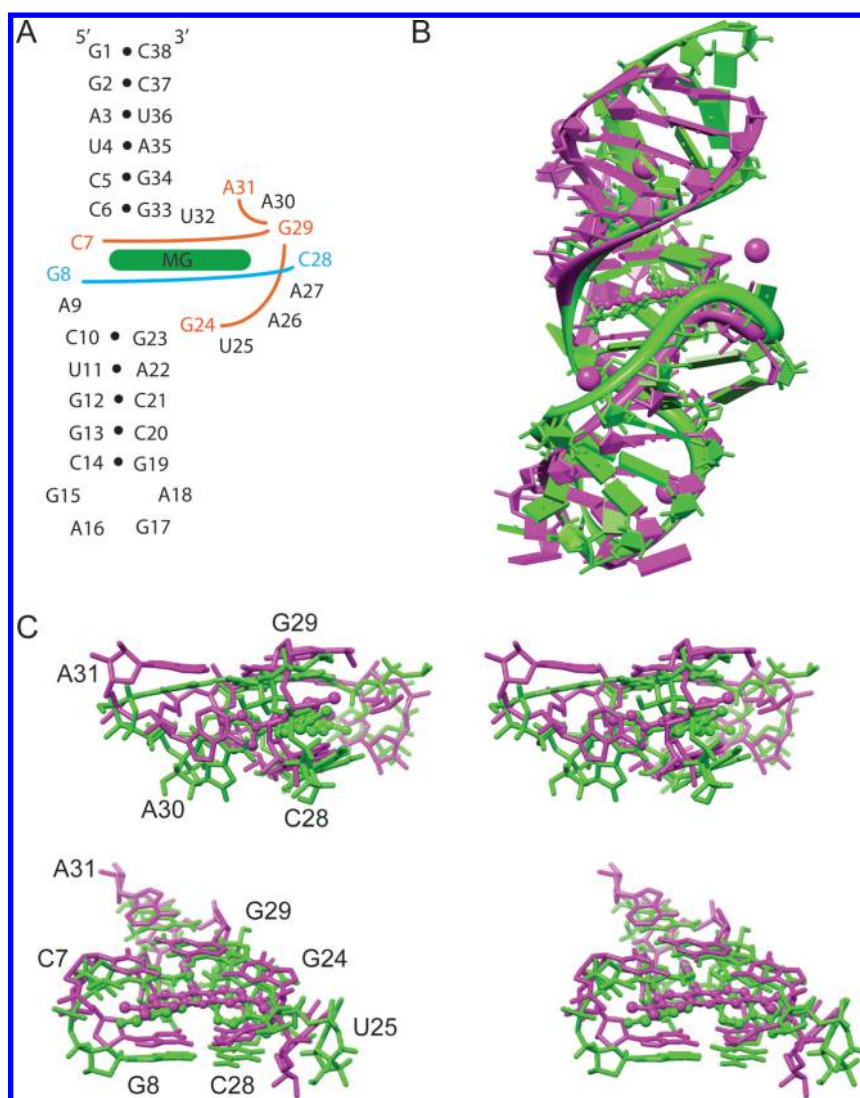 A
5′ 3′
G1 • C38
G2 • C37
A3 • U36
U4 • A35
C5 • G34
C6 • G33
U32
A31
A30
G29
C7
MG
G8
C28
A9
A27
A26
G24
U25
C10 • G23
U11 • A22
G12 • C21
G13 • C20
C14 • G19
G15 A18
A16 G17
B
C
G29
A31
A30
C28
A31
G29
C7
G24
U25
G8
C28